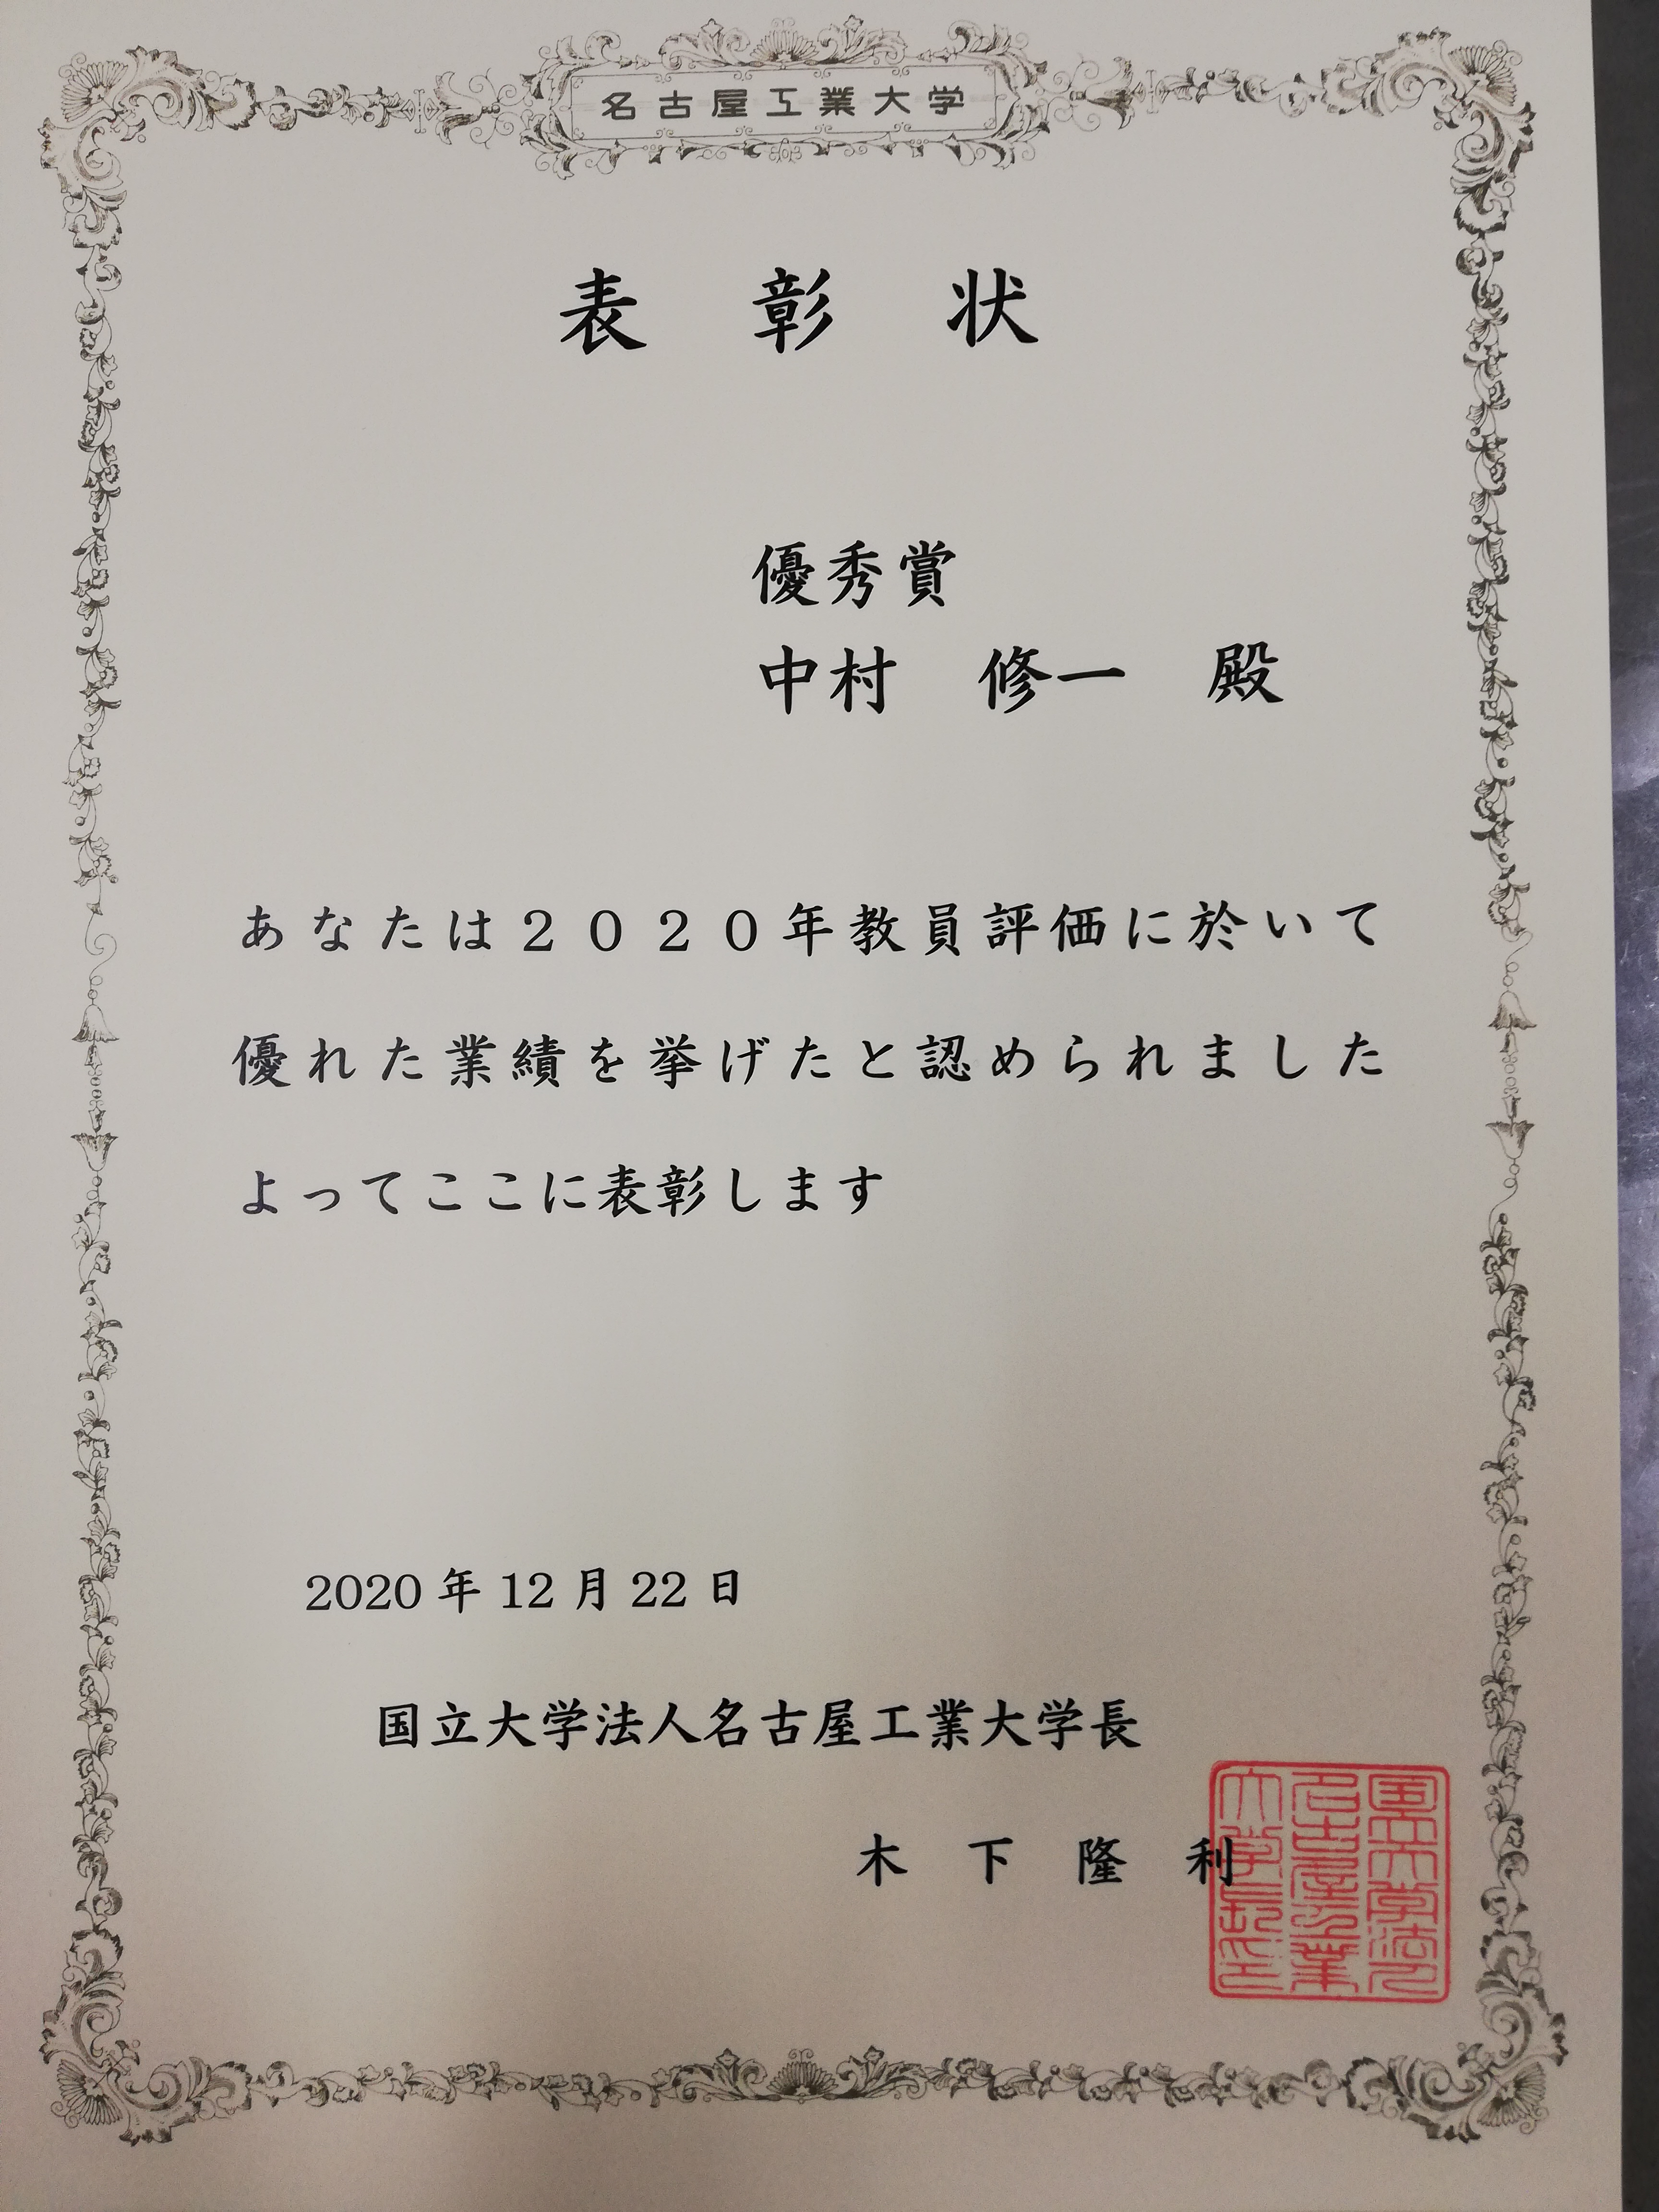 名古屋工業大学
表彰状
優秀賞
中村 修一 殿
あなたは２０２０年教員評価に於いて
優れた業績を挙げたと認められました
よってここに表彰します
2020年12月22日
国立大学法人名古屋工業大学長
木下隆利